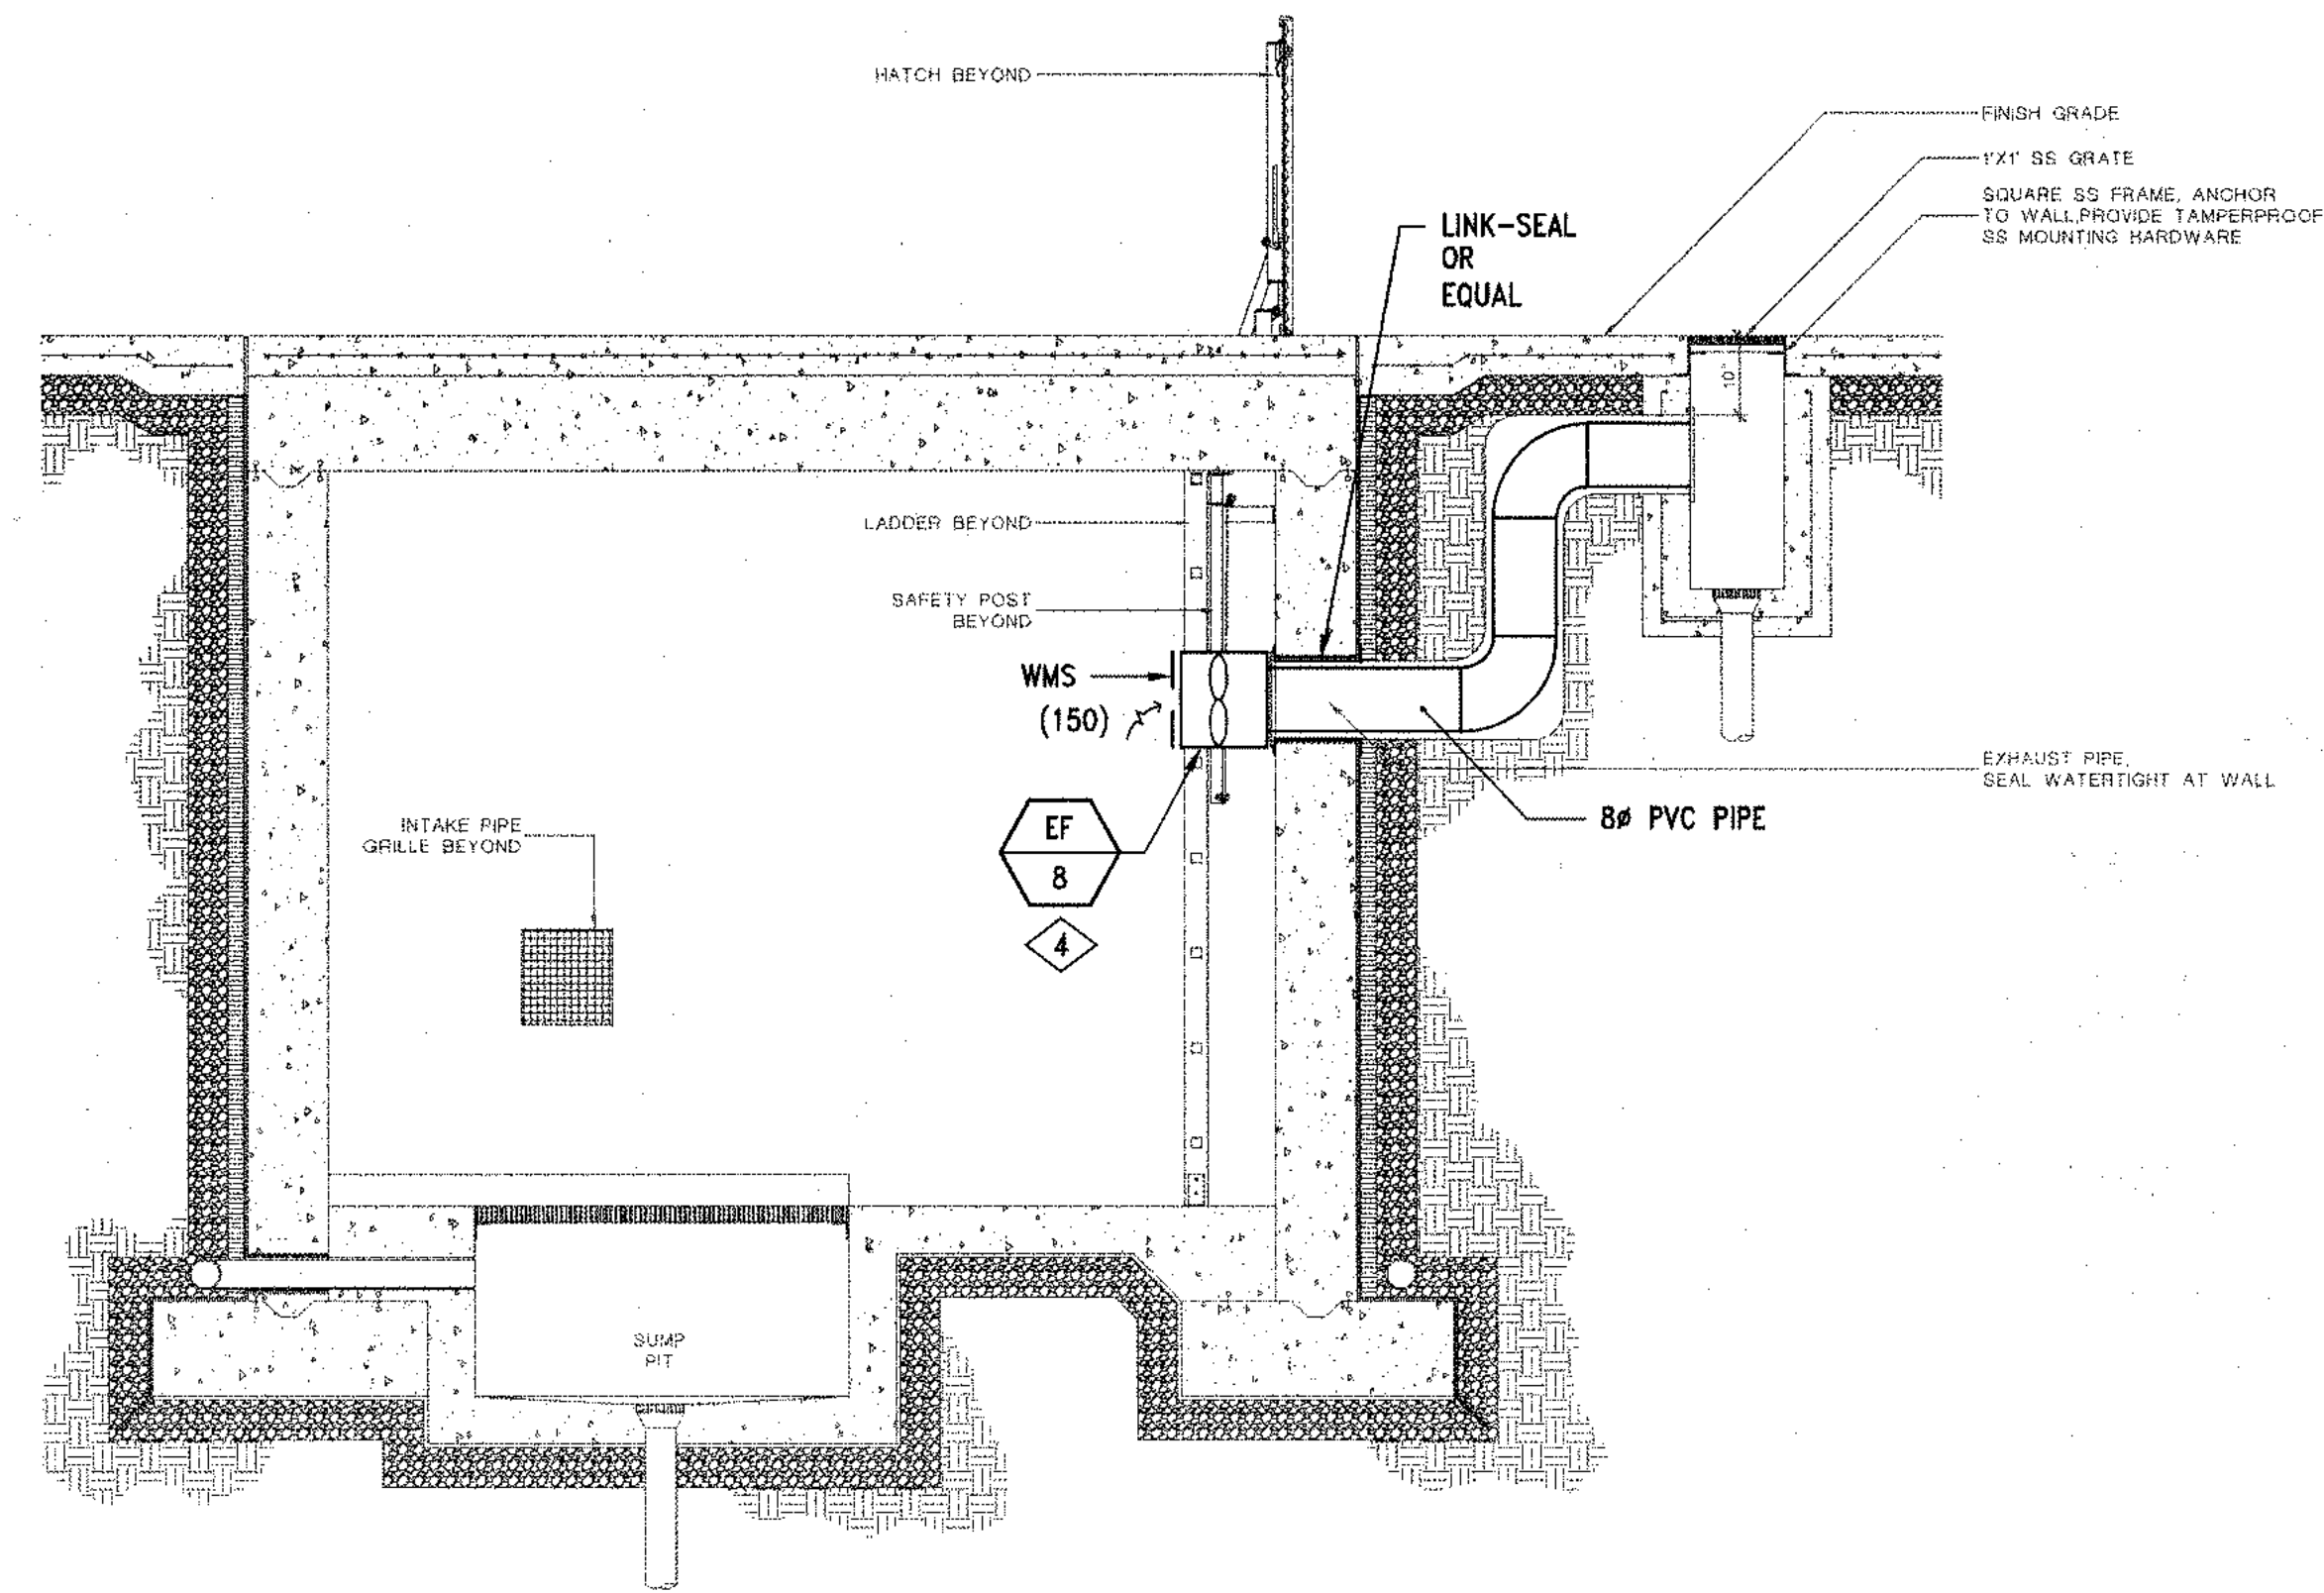 HATCH BEYOND
FINISH GRADE
1'X1' SS GRATE
SQUARE SS FRAME, ANCHOR
TO WALL,PROVIDE TAMPERPROOF
SS MOUNTING HARDWARE
LINK-SEAL
OR
EQUAL
10"
LADDER BEYOND
SAFETY POST
BEYOND
WMS
(150)
EXHAUST PIPE,
SEAL WATERTIGHT AT WALL
8ø PVC PIPE
EF
8
4
INTAKE PIPE
GRILLE BEYOND
SUMP
PIT